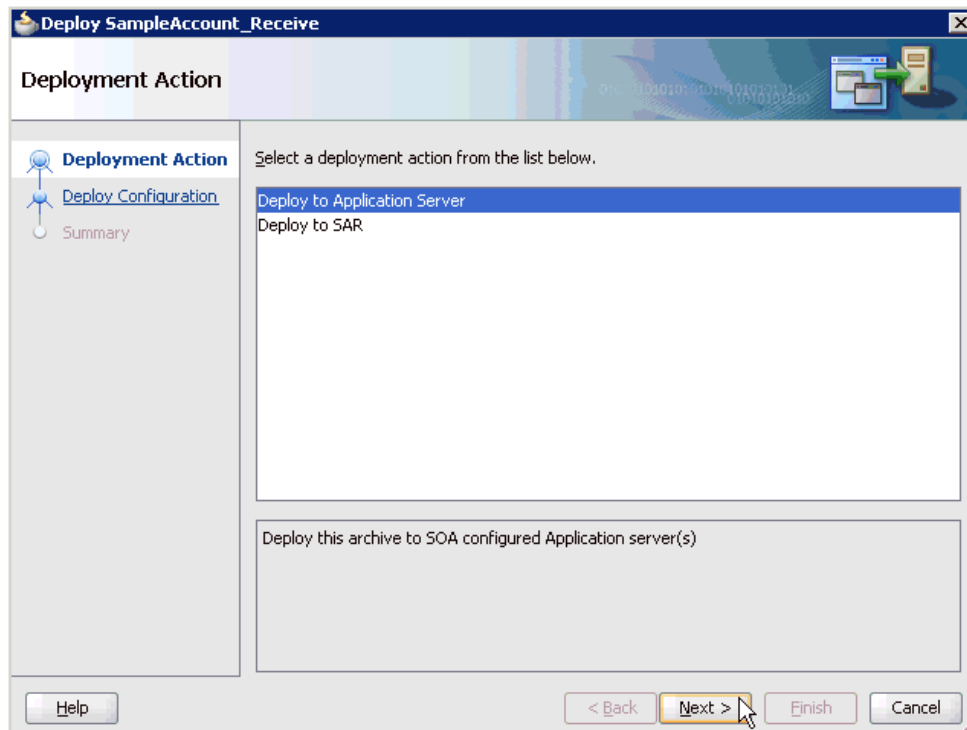 Deploy SampleAccount_Receive
Deployment Action
Deployment Action
Deploy Configuration
Summary
Select a deployment action from the list below.
Deploy to Application Server
Deploy to SAR
Deploy this archive to SOA configured Application server(s)
Help
< Back
Next >
Finish
Cancel